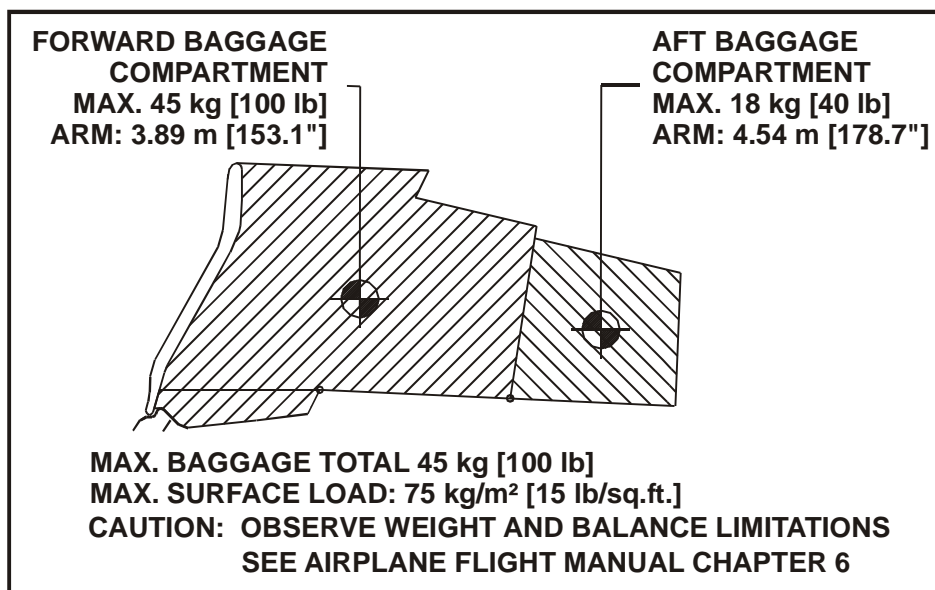 FORWARD BAGGAGE
COMPARTMENT
MAX. 45 kg [100 lb]
ARM: 3.89 m [153.1"]
AFT BAGGAGE
COMPARTMENT
MAX. 18 kg [40 lb]
ARM: 4.54 m [178.7"]
MAX. BAGGAGE TOTAL 45 kg [100 lb]
MAX. SURFACE LOAD: 75 kg/m² [15 lb/sq.ft.]
CAUTION: OBSERVE WEIGHT AND BALANCE LIMITATIONS
SEE AIRPLANE FLIGHT MANUAL CHAPTER 6